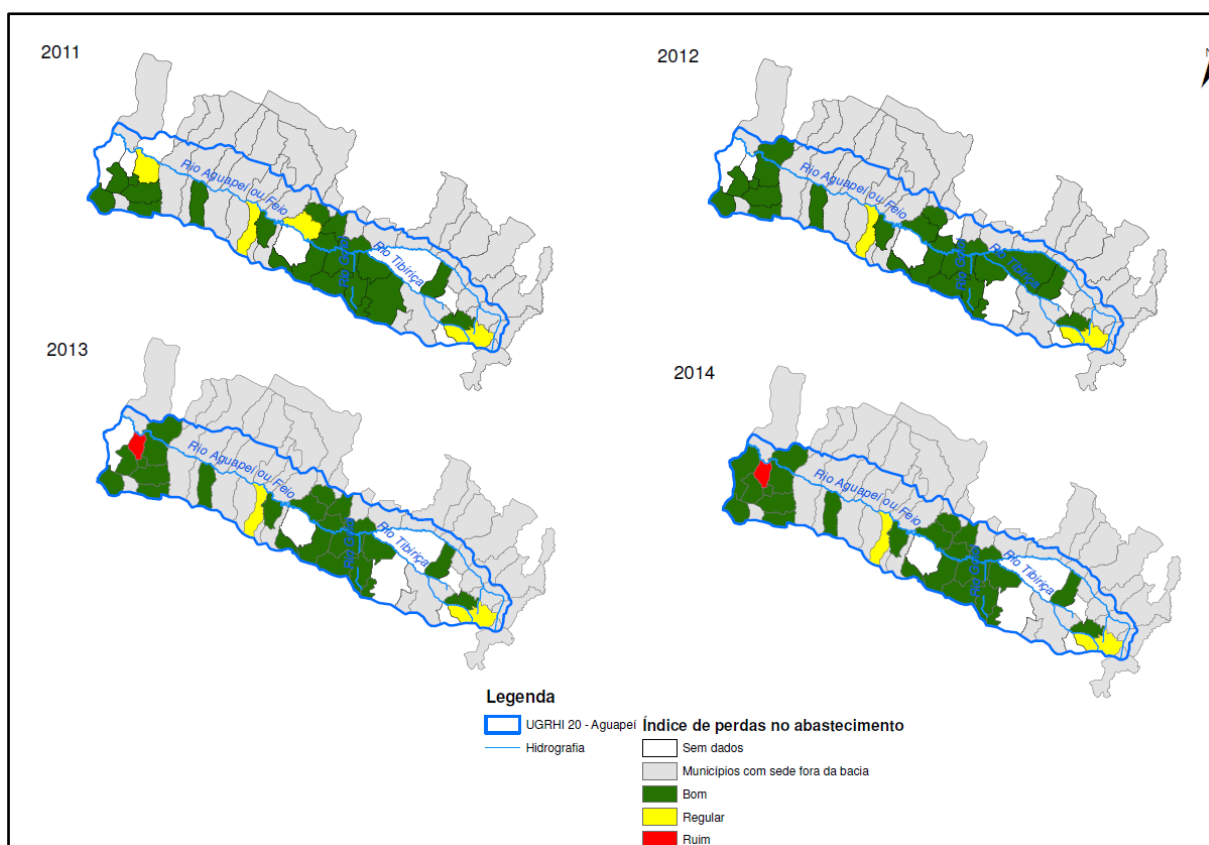 2011
2012
Rio Aguapeí ou Feio
Rio Tibiriça
Rio Aguapeí ou Feio
Rio Tibiriça
2013
2014
Rio Aguapeí ou Feio
Rio Tibiriça
Rio Aguapeí ou Feio
Rio Tibiriça
Legenda
UGRHI 20 - Aguapeí
Hidrografia
Índice de perdas no abastecimento
Sem dados
Municípios com sede fora da bacia
Bom
Regular
Ruim